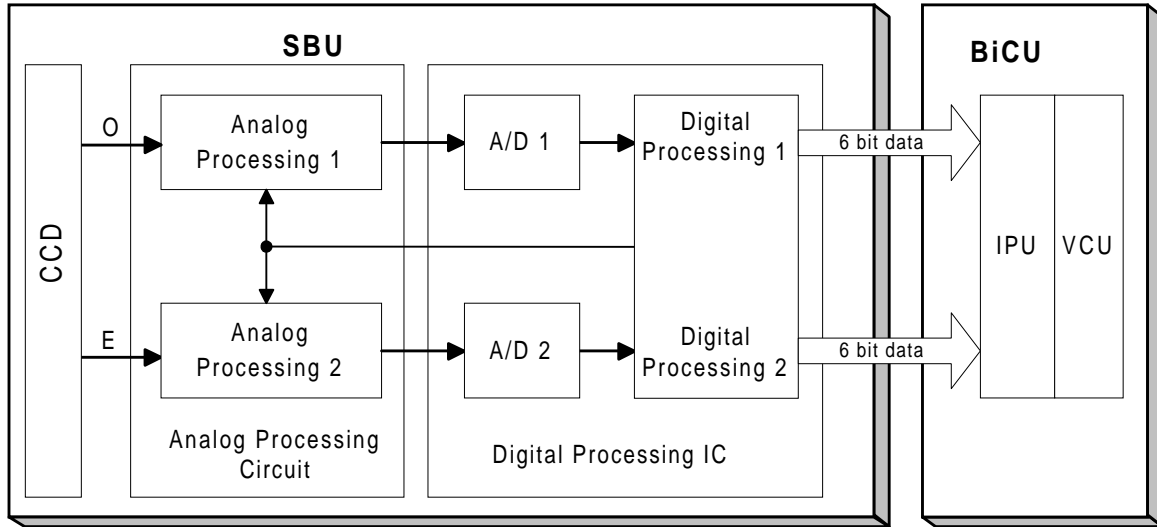 SBU
BiCU
CCD
O
Analog
Processing 1
A/D 1
Digital
Processing 1
6 bit data
IPU
VCU
E
Analog
Processing 2
A/D 2
Digital
Processing 2
6 bit data
Analog Processing
Circuit
Digital Processing IC